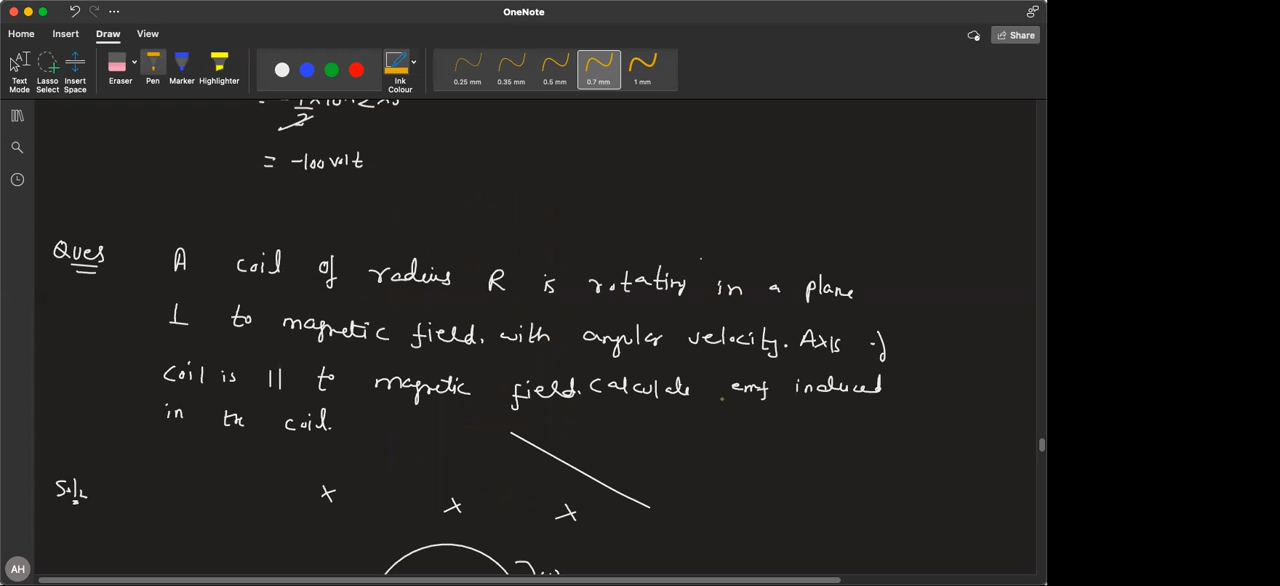 OneNote
Home Insert Draw View
Share
Text Mode
Lasso Select
Insert Space
Eraser
Pen
Marker
Highlighter
Ink Colour
0.25 mm
0.35 mm
0.5 mm
0.7 mm
1 mm
= -100 volt
Ques A coil of radius R is rotating in a plane
⊥ to magnetic field. with angular velocity. Axis of
coil is || to magnetic field. Calculate emf induced
in the coil.
Soln
x x x
ω
AH